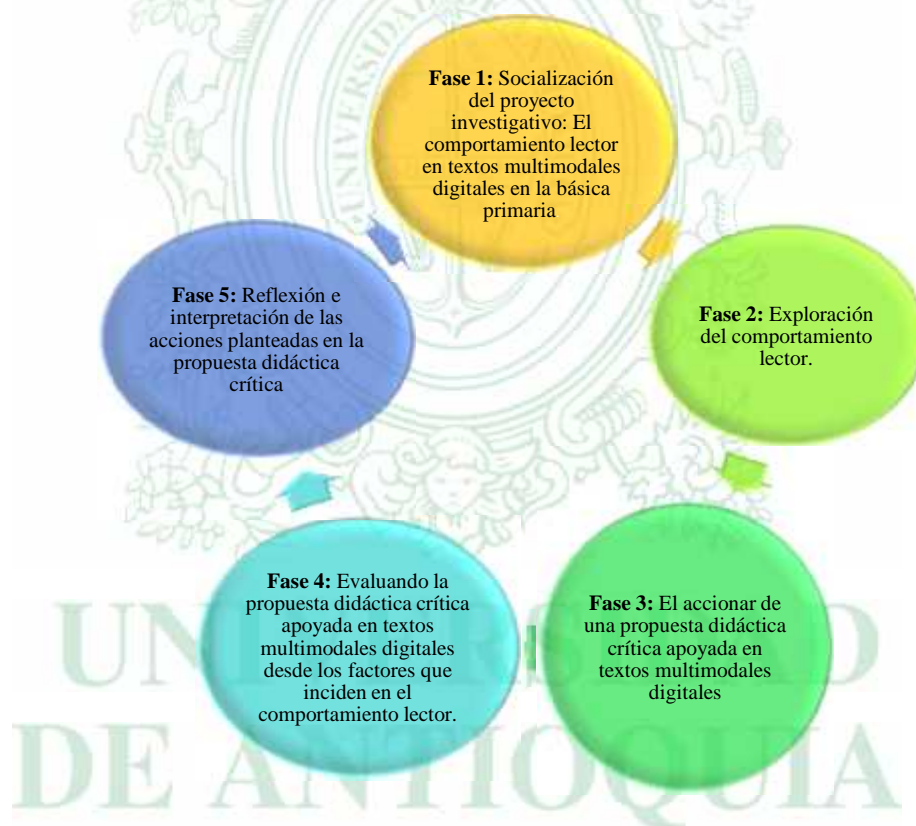 Fase 1: Socialización
del proyecto
investigativo: El
comportamiento lector
en textos multimodales
digitales en la básica
primaria
Fase 2: Exploración
del comportamiento
lector.
Fase 3: El accionar de
una propuesta didáctica
crítica apoyada en
textos multimodales
digitales
Fase 4: Evaluando la
propuesta didáctica crítica
apoyada en textos
multimodales digitales
desde los factores que
inciden en el
comportamiento lector.
Fase 5: Reflexión e
interpretación de las
acciones planteadas en la
propuesta didáctica
crítica
UNIVERSIDAD
DE ANTIOQUIA